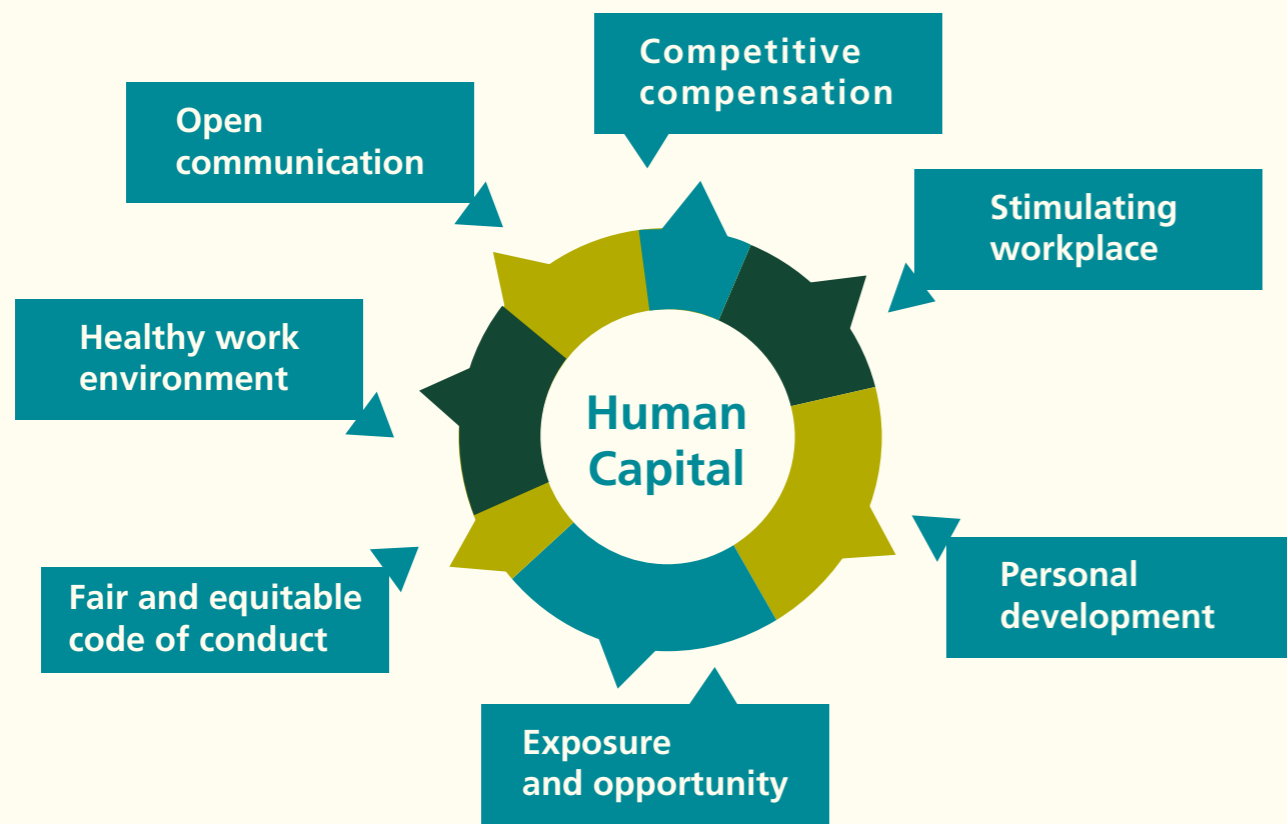 Competitive
compensation
Open
communication
Stimulating
workplace
Healthy work
environment
Human
Capital
Fair and equitable
code of conduct
Personal
development
Exposure
and opportunity